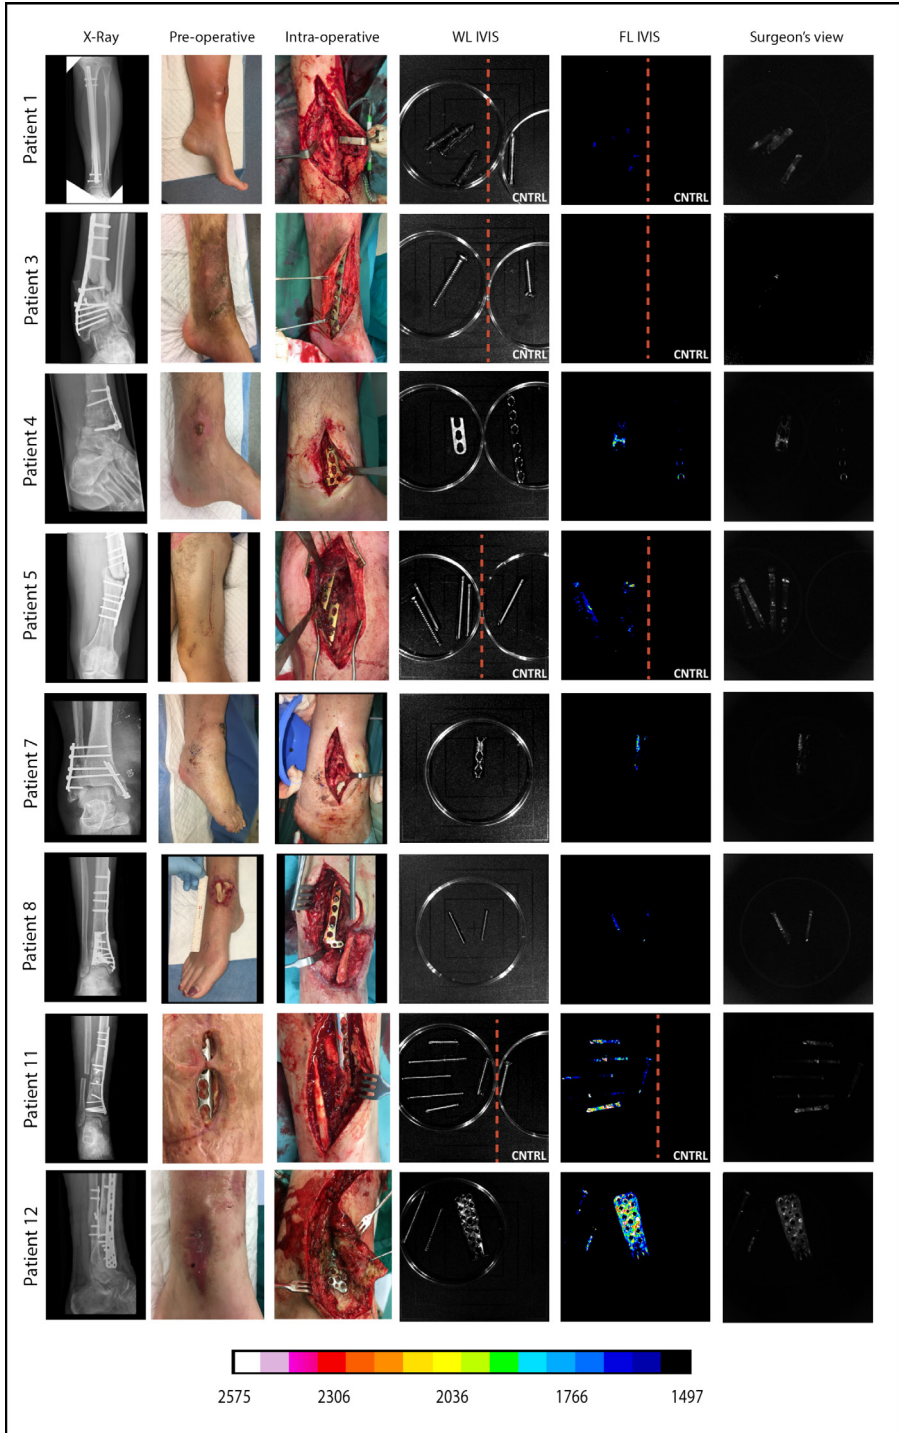 X-Ray Pre-operative Intra-operative WL IVIS FL IVIS Surgeon's view
Patient 1
CNTRL CNTRL
Patient 3
CNTRL CNTRL
Patient 4
Patient 5
CNTRL CNTRL
Patient 7
Patient 8
Patient 11
CNTRL CNTRL
Patient 12
2575 2306 2036 1766 1497